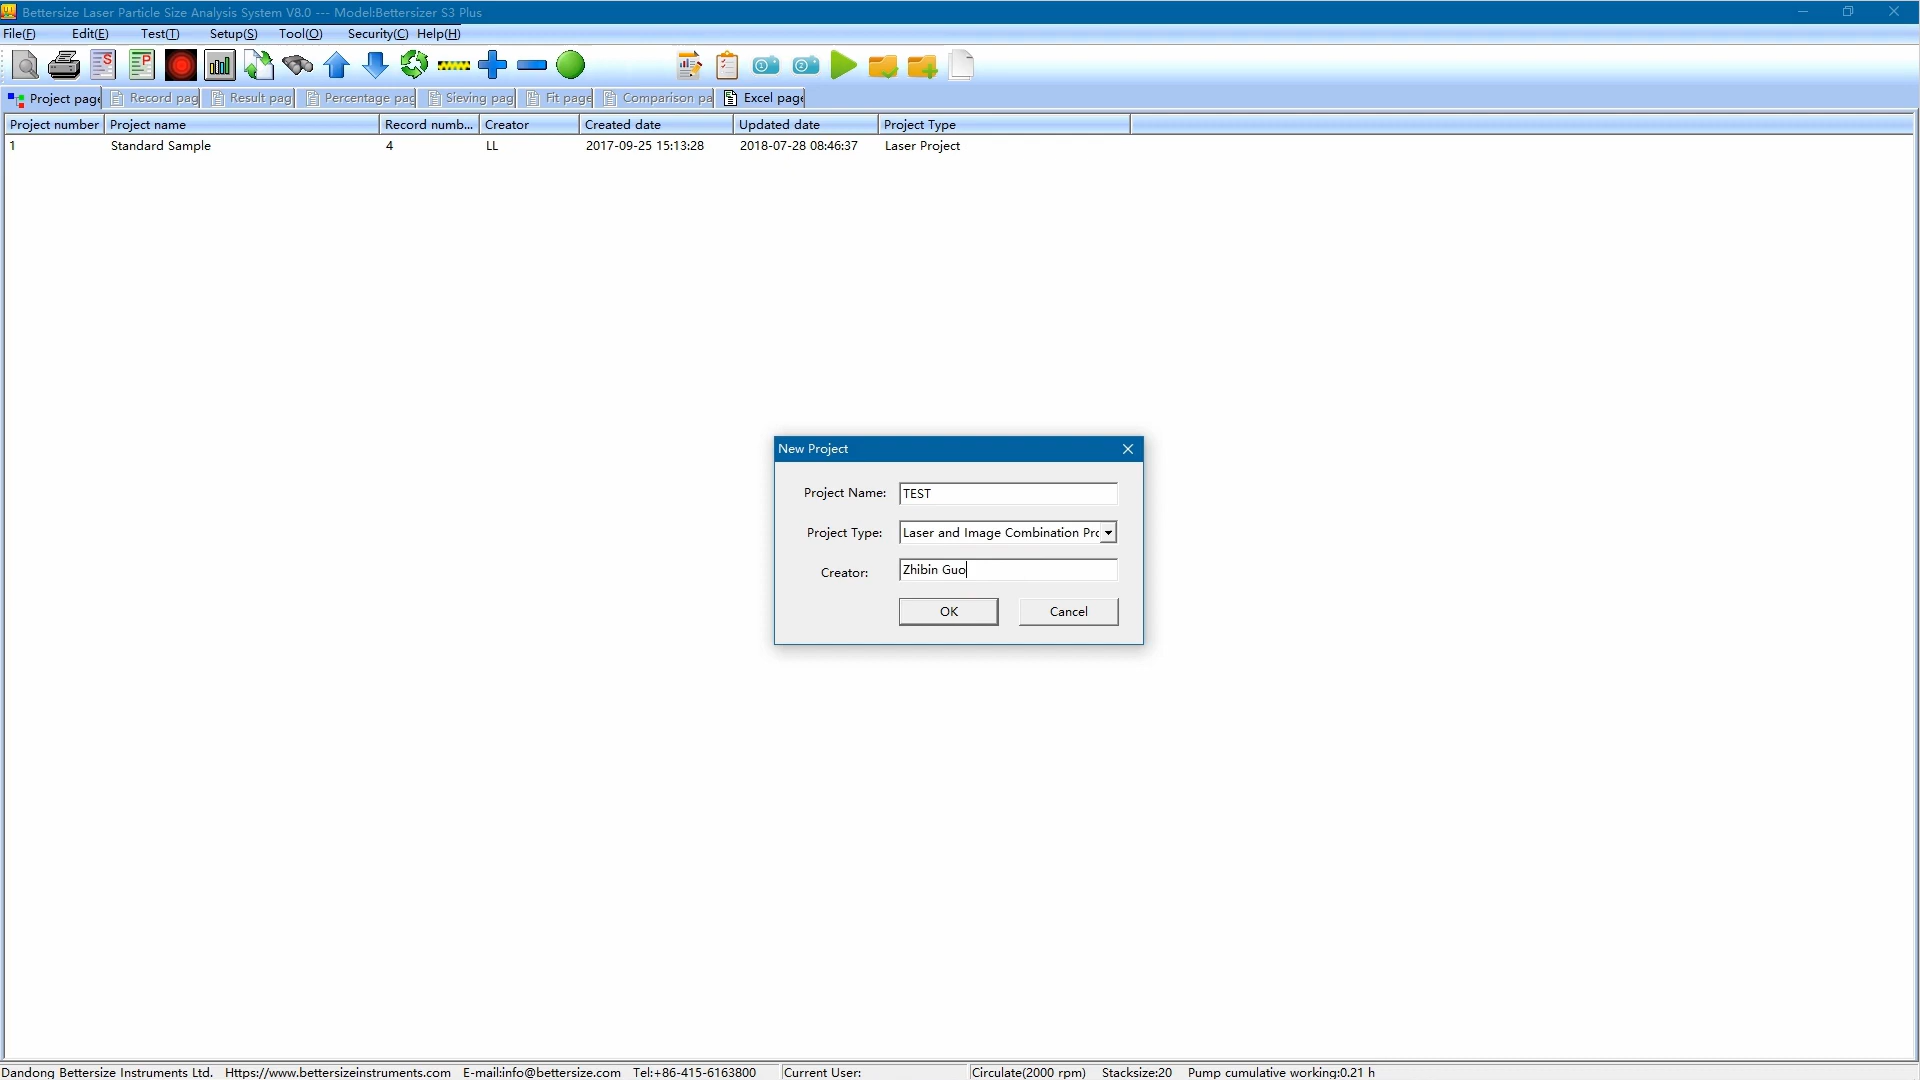 Bettersize Laser Particle Size Analysis System V8.0 --- Model:Bettersizer S3 Plus
File(F) Edit(E) Test(T) Setup(S) Tool(O) Security(C) Help(H)
Project page Record pag Result pag Percentage pag Sieving pag Fit page Comparison pa Excel page
Project number Project name Record numb... Creator Created date Updated date Project Type
1 Standard Sample 4 LL 2017-09-25 15:13:28 2018-07-28 08:46:37 Laser Project
New Project
Project Name: TEST
Project Type: Laser and Image Combination Prc
Creator: Zhibin Guo
OK Cancel
Dandong Bettersize Instruments Ltd. Https://www.bettersizeinstruments.com E-mail:info@bettersize.com Tel:+86-415-6163800 Current User: Circulate(2000 rpm) Stacksize:20 Pump cumulative working:0.21 h